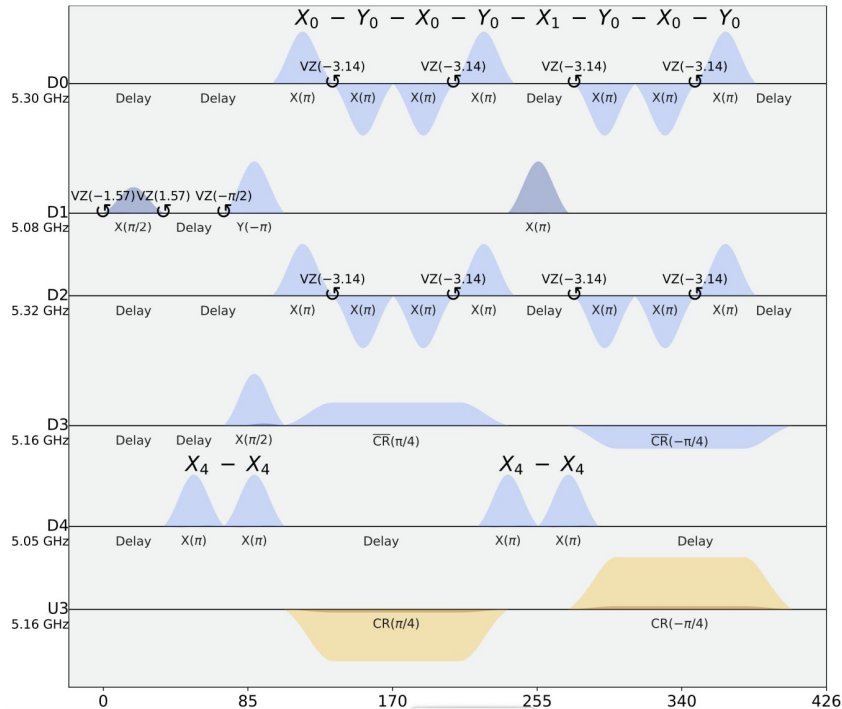 X₀ – Y₀ – X₀ – Y₀ – X₁ – Y₀ – X₀ – Y₀
VZ(−3.14) VZ(−3.14) VZ(−3.14) VZ(−3.14)
D0
5.30 GHz Delay Delay X(π) X(π) X(π) X(π) Delay X(π) X(π) X(π) Delay
VZ(−1.57) VZ(1.57) VZ(−π/2)
D1
5.08 GHz X(π/2) Delay Y(−π) X(π)
VZ(−3.14) VZ(−3.14) VZ(−3.14) VZ(−3.14)
D2
5.32 GHz Delay Delay X(π) X(π) X(π) X(π) Delay X(π) X(π) X(π) Delay
D3
5.16 GHz Delay Delay X(π/2) C̅R̅(π/4) C̅R̅(−π/4)
X₄ – X₄ X₄ – X₄
D4
5.05 GHz Delay X(π) X(π) Delay X(π) X(π) Delay
U3
5.16 GHz CR(π/4) CR(−π/4)
0 85 170 255 340 426